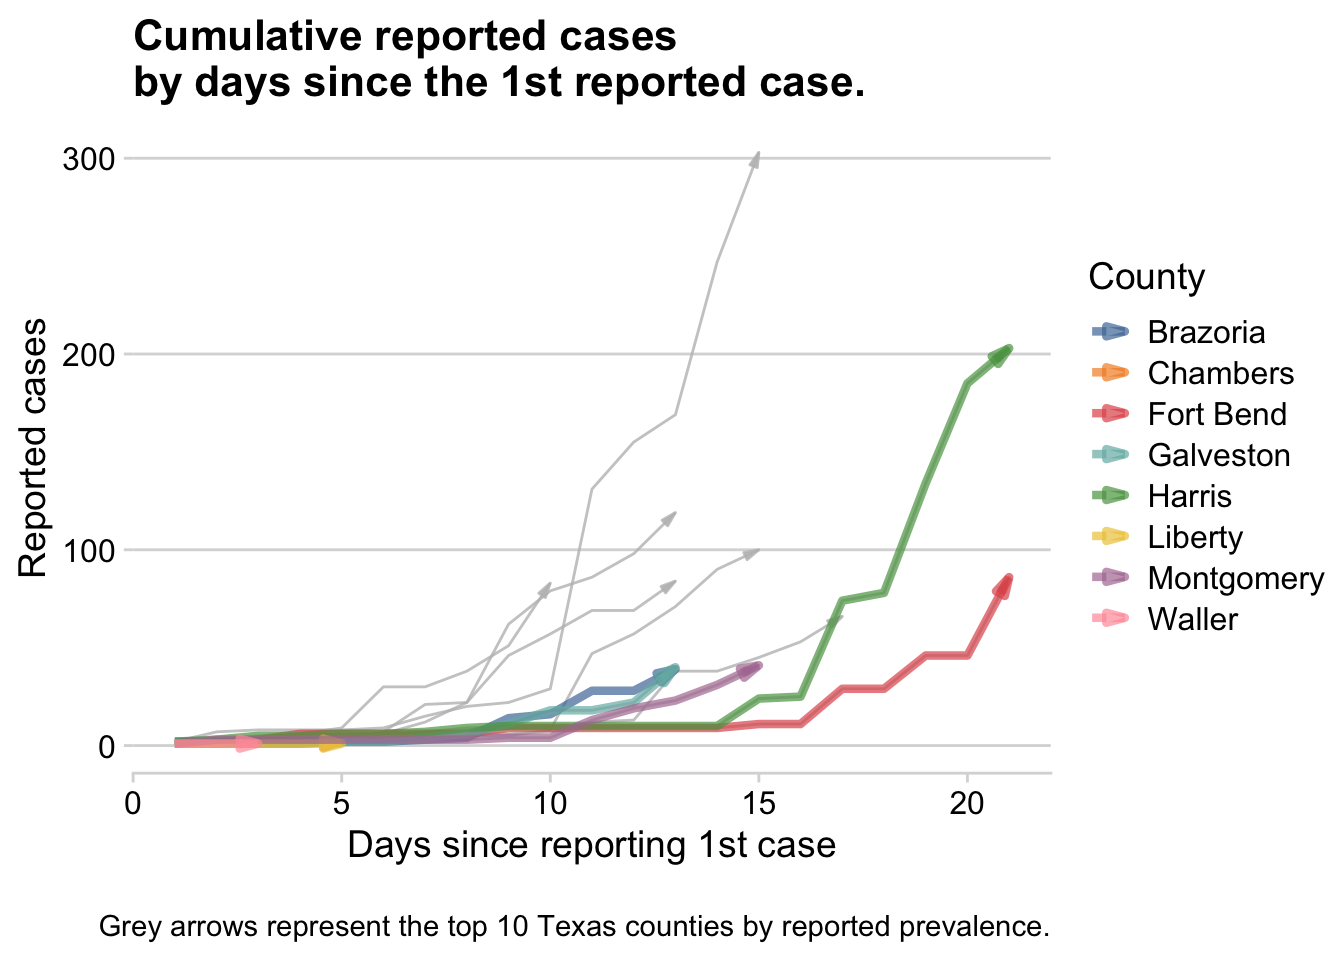 Cumulative reported cases
by days since the 1st reported case.
300
200
100
0
Reported cases
0 5 10 15 20
Days since reporting 1st case
County
Brazoria
Chambers
Fort Bend
Galveston
Harris
Liberty
Montgomery
Waller
Grey arrows represent the top 10 Texas counties by reported prevalence.